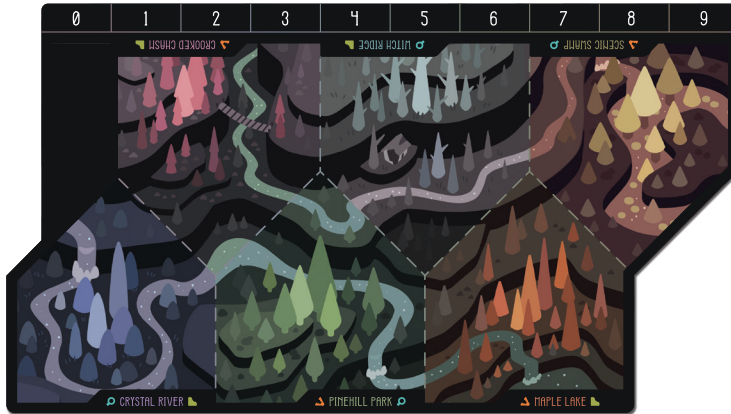 0 1 2 3 4 5 6 7 8 9
CROOKED CHASM
WITCH RIDGE
SCENIC SWAMP
CRYSTAL RIVER
PINEHILL PARK
MAPLE LAKE